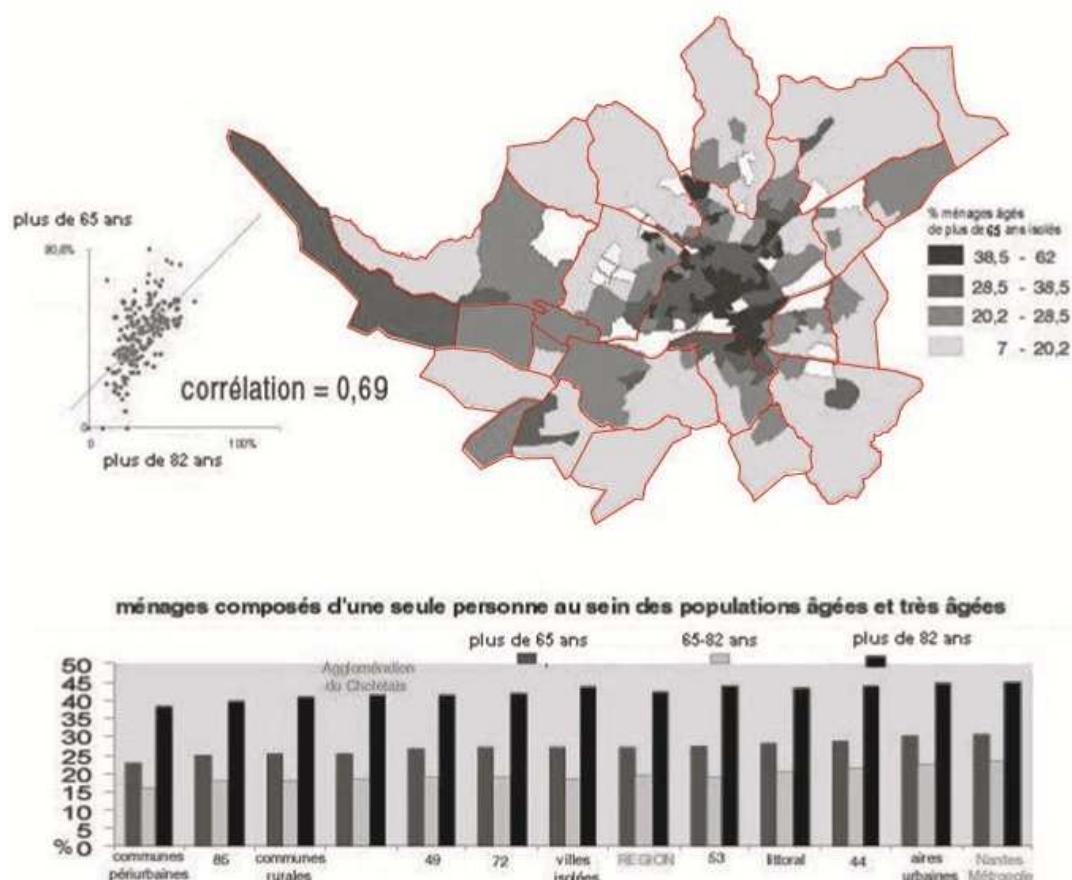 plus de 65 ans
90,6%
0
0
100%
plus de 82 ans
corrélation = 0,69
% ménages âgés
de plus de 65 ans isolés
38,5 - 62
28,5 - 38,5
20,2 - 28,5
7 - 20,2
ménages composés d'une seule personne au sein des populations âgées et très âgées
plus de 65 ans
65-82 ans
plus de 82 ans
Agglomération
du Choletais
50
45
40
35
30
25
20
15
10
5
%0
communes
périurbaines
85
communes
rurales
49
72
villes
isolées
REGION
53
littoral
44
aires
urbaines
Nantes
Métropole